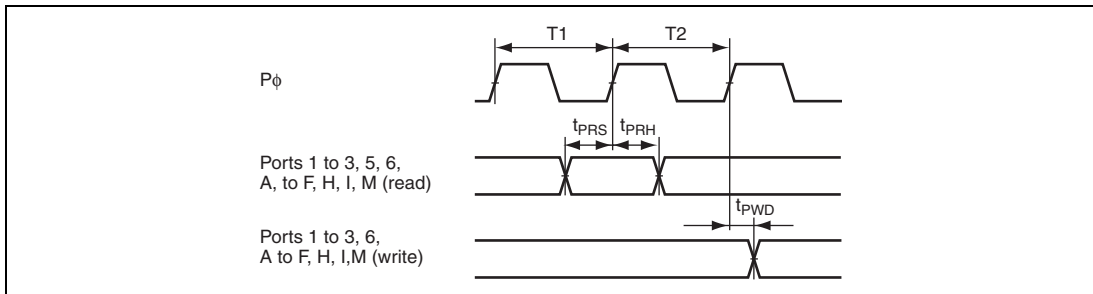 T1
T2
Pϕ
tPRS
tPRH
Ports 1 to 3, 5, 6,
A, to F, H, I, M (read)
tPWD
Ports 1 to 3, 6,
A to F, H, I,M (write)